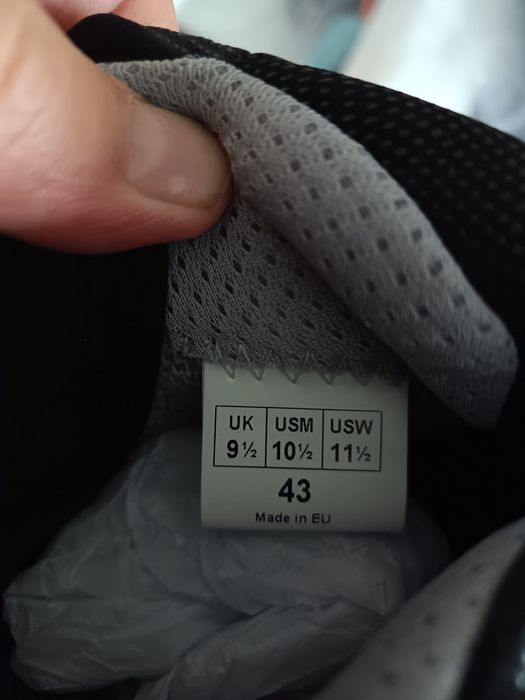 UK USM USW
9½ 10½ 11½
43
Made in EU